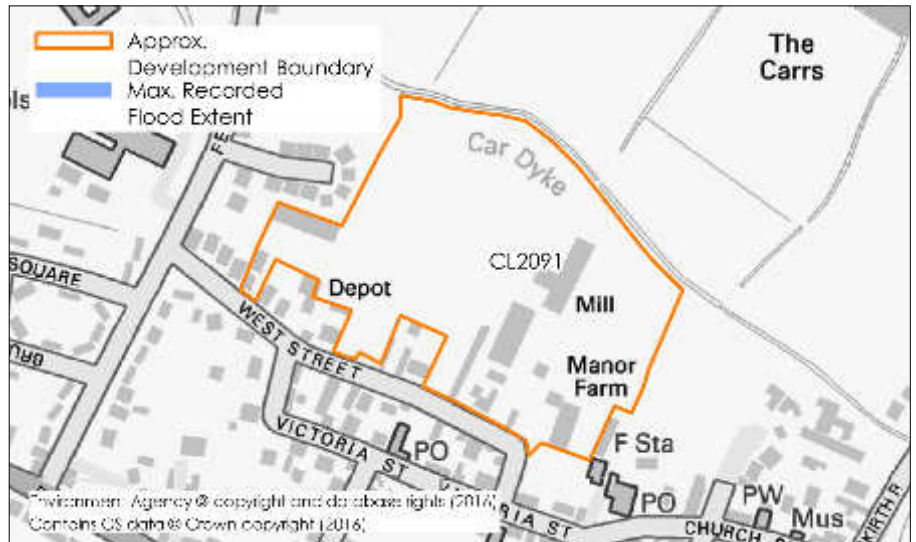 Approx.
Development Boundary
Max. Recorded
Flood Extent
The
Carrs
Car Dyke
CL2091
SQUARE
Depot
Mill
WEST STREET
Manor
Farm
VICTORIA ST
PO
F Sta
PO
PW
Mus
CHURCH
Environment Agency © copyright and database rights (2016)
Contains OS data © Crown copyright (2016)